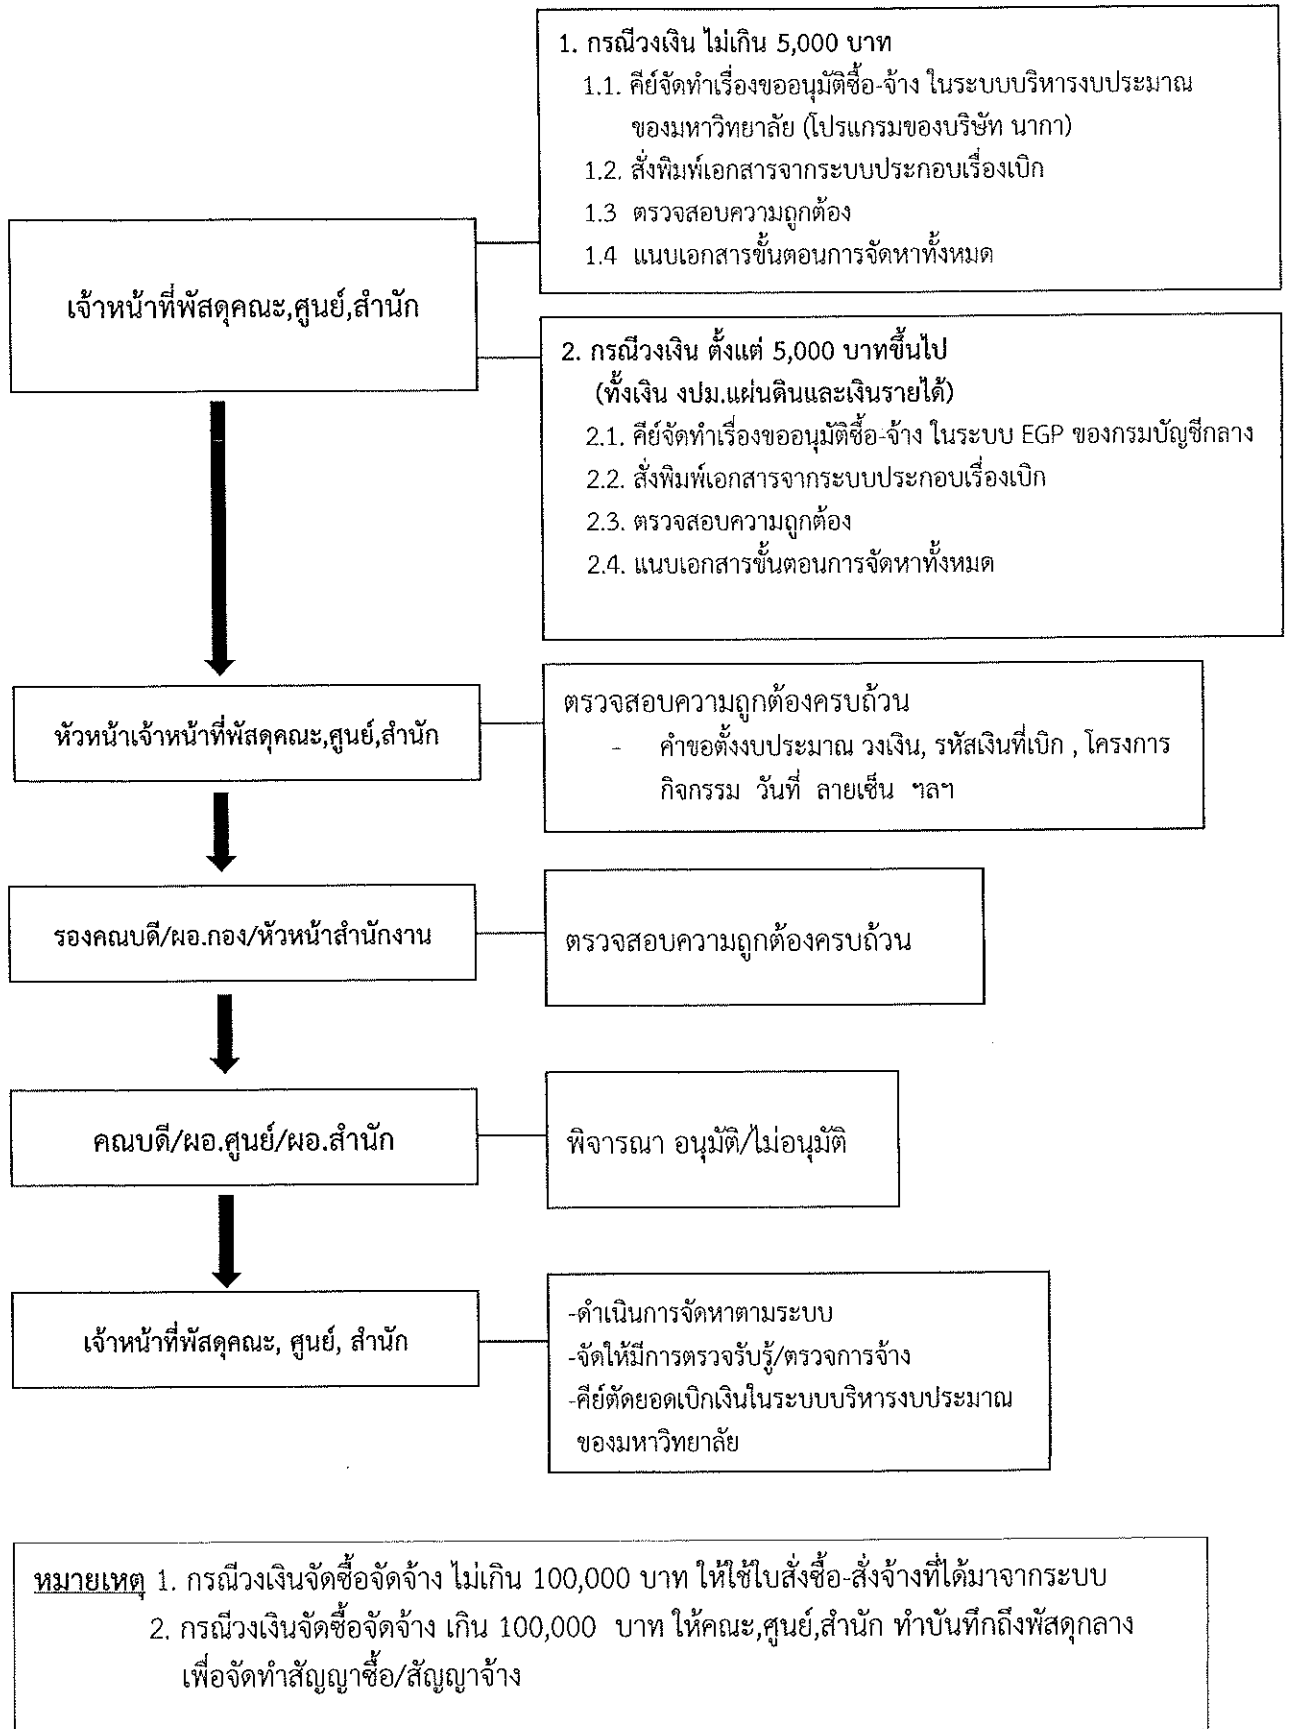 1. กรณีวงเงิน ไม่เกิน 5,000 บาท
1.1. คีย์จัดทำเรื่องขออนุมัติซื้อ-จ้าง ในระบบบริหารงบประมาณ
ของมหาวิทยาลัย (โปรแกรมของบริษัท นากา)
1.2. สั่งพิมพ์เอกสารจากระบบประกอบเรื่องเบิก
1.3 ตรวจสอบความถูกต้อง
1.4 แนบเอกสารขั้นตอนการจัดหาทั้งหมด
เจ้าหน้าที่พัสดุคณะ,ศูนย์,สำนัก
2. กรณีวงเงิน ตั้งแต่ 5,000 บาทขึ้นไป
(ทั้งเงิน งปม.แผ่นดินและเงินรายได้)
2.1. คีย์จัดทำเรื่องขออนุมัติซื้อ-จ้าง ในระบบ EGP ของกรมบัญชีกลาง
2.2. สั่งพิมพ์เอกสารจากระบบประกอบเรื่องเบิก
2.3. ตรวจสอบความถูกต้อง
2.4. แนบเอกสารขั้นตอนการจัดหาทั้งหมด
หัวหน้าเจ้าหน้าที่พัสดุคณะ,ศูนย์,สำนัก
ตรวจสอบความถูกต้องครบถ้วน
- คำขอตั้งงบประมาณ วงเงิน, รหัสเงินที่เบิก , โครงการ
กิจกรรม วันที่ ลายเซ็น ฯลฯ
รองคณบดี/ผอ.กอง/หัวหน้าสำนักงาน
ตรวจสอบความถูกต้องครบถ้วน
คณบดี/ผอ.ศูนย์/ผอ.สำนัก
พิจารณา อนุมัติ/ไม่อนุมัติ
เจ้าหน้าที่พัสดุคณะ, ศูนย์, สำนัก
-ดำเนินการจัดหาตามระบบ
-จัดให้มีการตรวจรับรู้/ตรวจการจ้าง
-คีย์ตัดยอดเบิกเงินในระบบบริหารงบประมาณ
ของมหาวิทยาลัย
หมายเหตุ 1. กรณีวงเงินจัดซื้อจัดจ้าง ไม่เกิน 100,000 บาท ให้ใช้ใบสั่งซื้อ-สั่งจ้างที่ได้มาจากระบบ
2. กรณีวงเงินจัดซื้อจัดจ้าง เกิน 100,000 บาท ให้คณะ,ศูนย์,สำนัก ทำบันทึกถึงพัสดุกลาง
เพื่อจัดทำสัญญาซื้อ/สัญญาจ้าง